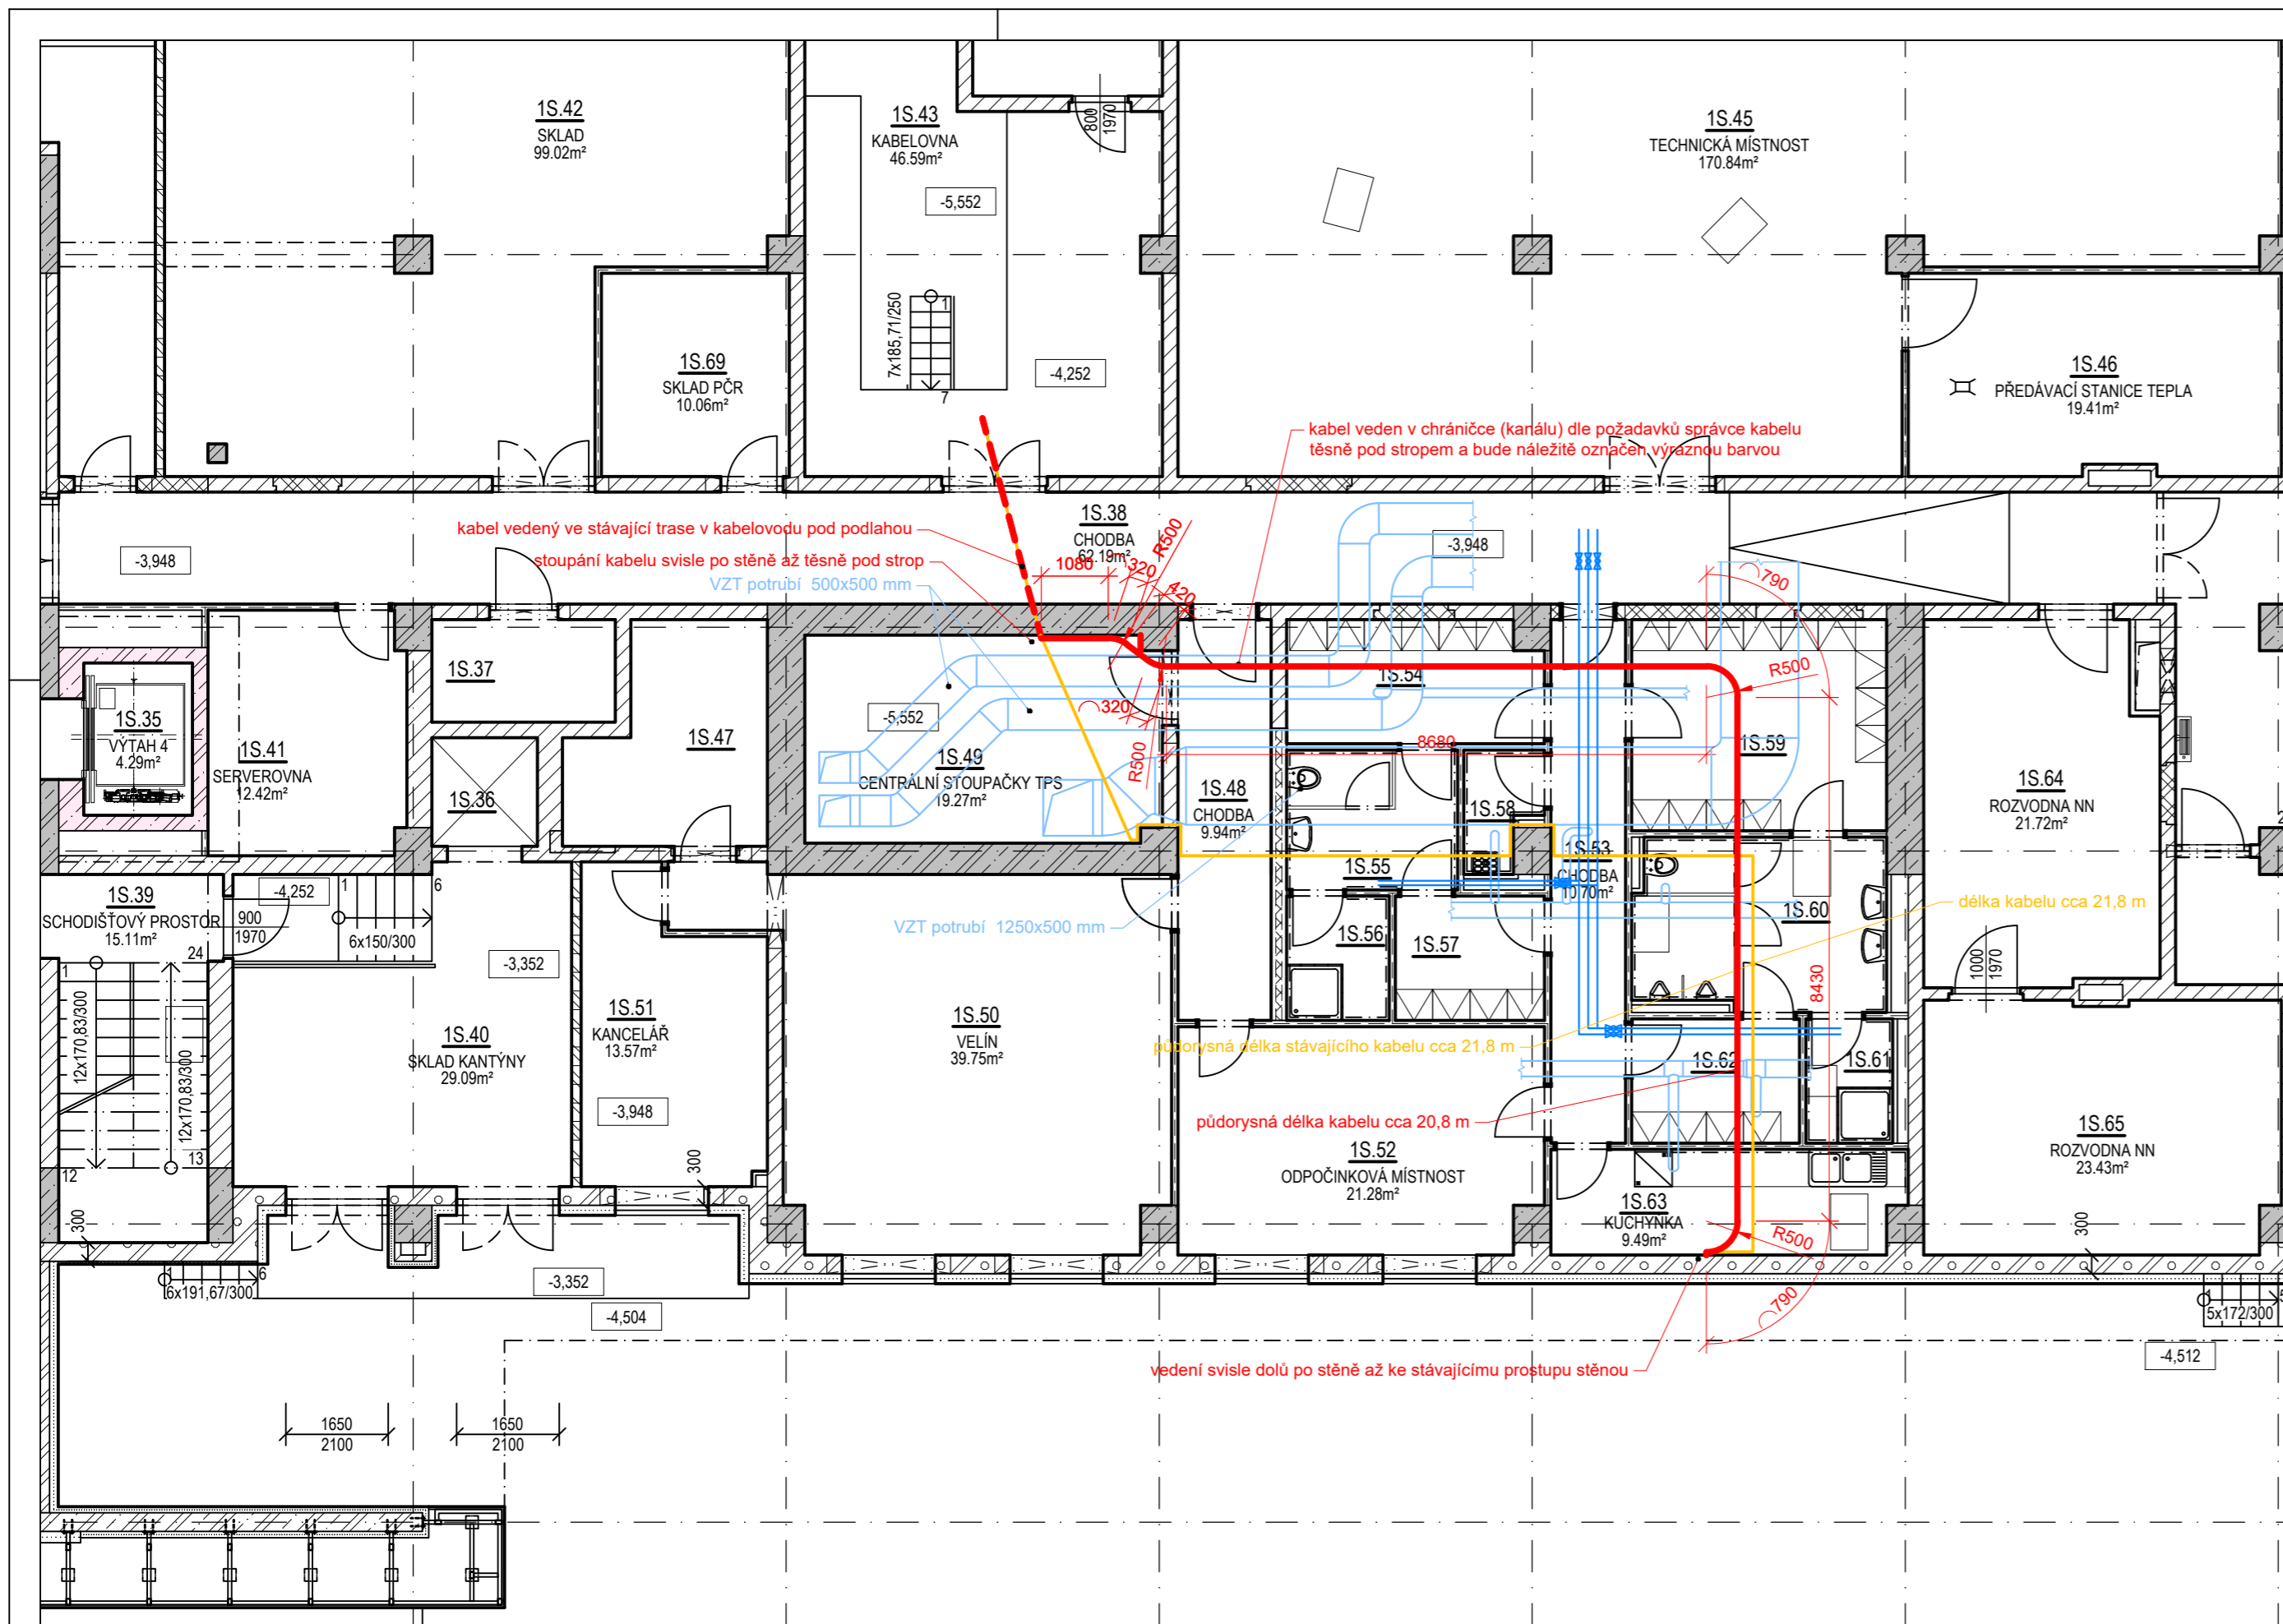 1S.42
SKLAD
99.02m²
1S.43
KABELOVNA
46.59m²
-5,552
800
1970
1S.45
TECHNICKÁ MÍSTNOST
170.84m²
1S.69
SKLAD PČR
10.06m²
7x185,71/250
1
7
-4,252
1S.46
PŘEDÁVACÍ STANICE TEPLA
19.41m²
kabel veden v chráničce (kanálu) dle požadavků správce kabelu
těsně pod stropem a bude náležitě označen výraznou barvou
kabel vedený ve stávající trase v kabelovodu pod podlahou
stoupání kabelu svisle po stěně až těsně pod strop
VZT potrubí 500x500 mm
1S.38
CHODBA
62.19m²
-3,948
-3,948
1080
320
R500
420
790
R500
1S.37
1S.35
VÝTAH 4
4.29m²
1S.41
SERVEROVNA
12.42m²
1S.36
1S.47
-5,552
1S.49
CENTRÁLNÍ STOUPAČKY TPS
19.27m²
320
R500
8680
1S.48
CHODBA
9.94m²
1S.54
1S.58
1S.59
1S.64
ROZVODNA NN
21.72m²
1S.55
1S.53
CHODBA
10.70m²
1S.56
1S.57
1S.60
VZT potrubí 1250x500 mm
délka kabelu cca 21,8 m
1S.39
SCHODIŠŤOVÝ PROSTOR
15.11m²
-4,252
900
1970
1
6
6x150/300
24
1
12x170,83/300
12x170,83/300
12
13
300
-3,352
1S.40
SKLAD KANTÝNY
29.09m²
1S.51
KANCELÁŘ
13.57m²
-3,948
300
1S.50
VELÍN
39.75m²
půdorysná délka stávajícího kabelu cca 21,8 m
8430
1000
1970
1S.62
1S.61
půdorysná délka kabelu cca 20,8 m
1S.52
ODPOČINKOVÁ MÍSTNOST
21.28m²
1S.63
KUCHYNKA
9.49m²
R500
790
1S.65
ROZVODNA NN
23.43m²
300
1
6
6x191,67/300
-3,352
-4,504
1
5x172/300
-4,512
vedení svisle dolů po stěně až ke stávajícímu prostupu stěnou
1650
2100
1650
2100